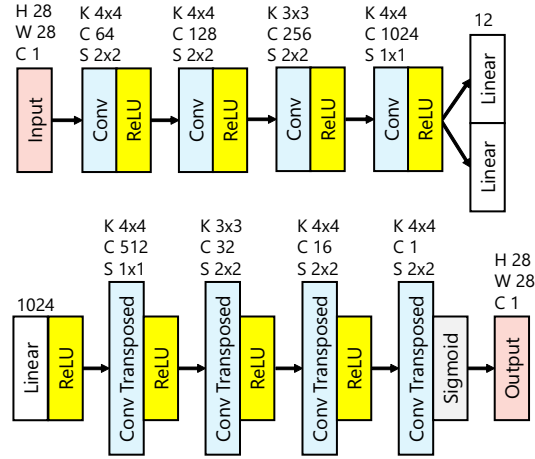 H 28
W 28
C 1
K 4x4
C 64
S 2x2
K 4x4
C 128
S 2x2
K 3x3
C 256
S 2x2
K 4x4
C 1024
S 1x1
12
Input
Conv
ReLU
Conv
ReLU
Conv
ReLU
Conv
ReLU
Linear
Linear
K 4x4
C 512
S 1x1
K 3x3
C 32
S 2x2
K 4x4
C 16
S 2x2
K 4x4
C 1
S 2x2
H 28
W 28
C 1
1024
Linear
ReLU
Conv Transposed
ReLU
Conv Transposed
ReLU
Conv Transposed
ReLU
Conv Transposed
Sigmoid
Output